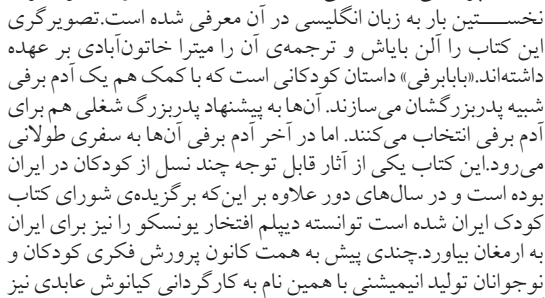 نخســـتین بار به زبان انگلیسی در آن معرفی شده است.تصویرگری
این کتاب را آلن بایاش و ترجمه‌ی آن را میترا خاتون‌آبادی بر عهده
داشته‌اند.«بابابرفی» داستان کودکانی است که با کمک هم یک آدم برفی
شبیه پدربزرگشان می‌سازند. آن‌ها به پیشنهاد پدربزرگ شغلی هم برای
آدم برفی انتخاب می‌کنند. اما در آخر آدم برفی آن‌ها به سفری طولانی
می‌رود.این کتاب یکی از آثار قابل توجه چند نسل از کودکان در ایران
بوده است و در سال‌های دور علاوه بر این‌که برگزیده‌ی شورای کتاب
کودک ایران شده است توانسته دیپلم افتخار یونسکو را نیز برای ایران
به ارمغان بیاورد.چندی پیش به همت کانون پرورش فکری کودکان و
نوجوانان تولید انیمیشنی با همین نام به کارگردانی کیانوش عابدی نیز